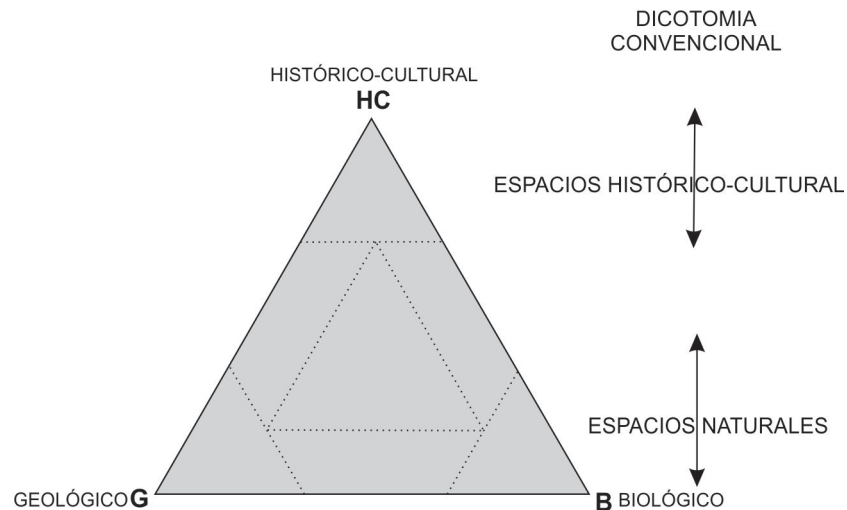 DICOTOMIA
CONVENCIONAL
HISTÓRICO-CULTURAL
HC
ESPACIOS HISTÓRICO-CULTURAL
ESPACIOS NATURALES
GEOLÓGICO G
B BIOLÓGICO